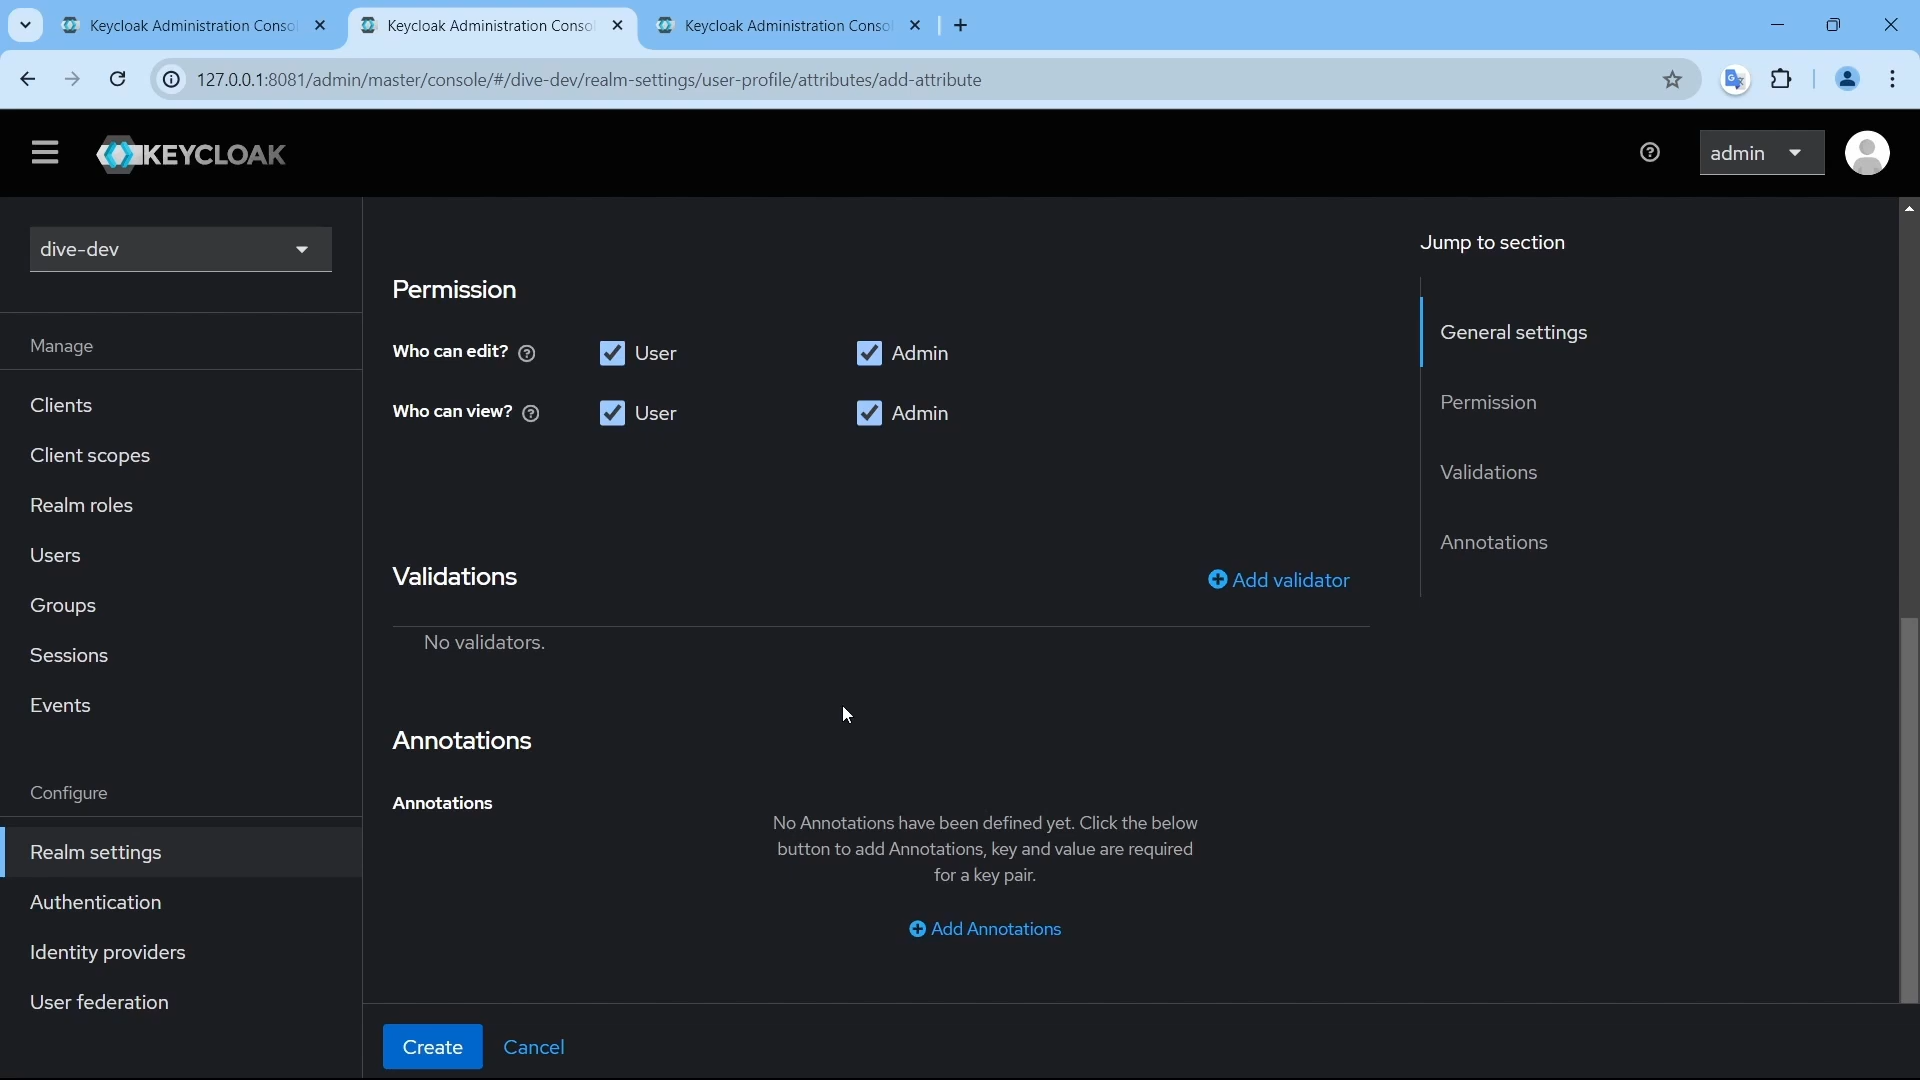 Keycloak Administration Consol
Keycloak Administration Consol
Keycloak Administration Consol
127.0.0.1:8081/admin/master/console/#/dive-dev/realm-settings/user-profile/attributes/add-attribute
KEYCLOAK
admin
dive-dev
Manage
Clients
Client scopes
Realm roles
Users
Groups
Sessions
Events
Configure
Realm settings
Authentication
Identity providers
User federation
Permission
Who can edit? User Admin
Who can view? User Admin
Validations
Add validator
No validators.
Annotations
Annotations
No Annotations have been defined yet. Click the below
button to add Annotations, key and value are required
for a key pair.
Add Annotations
Create Cancel
Jump to section
General settings
Permission
Validations
Annotations